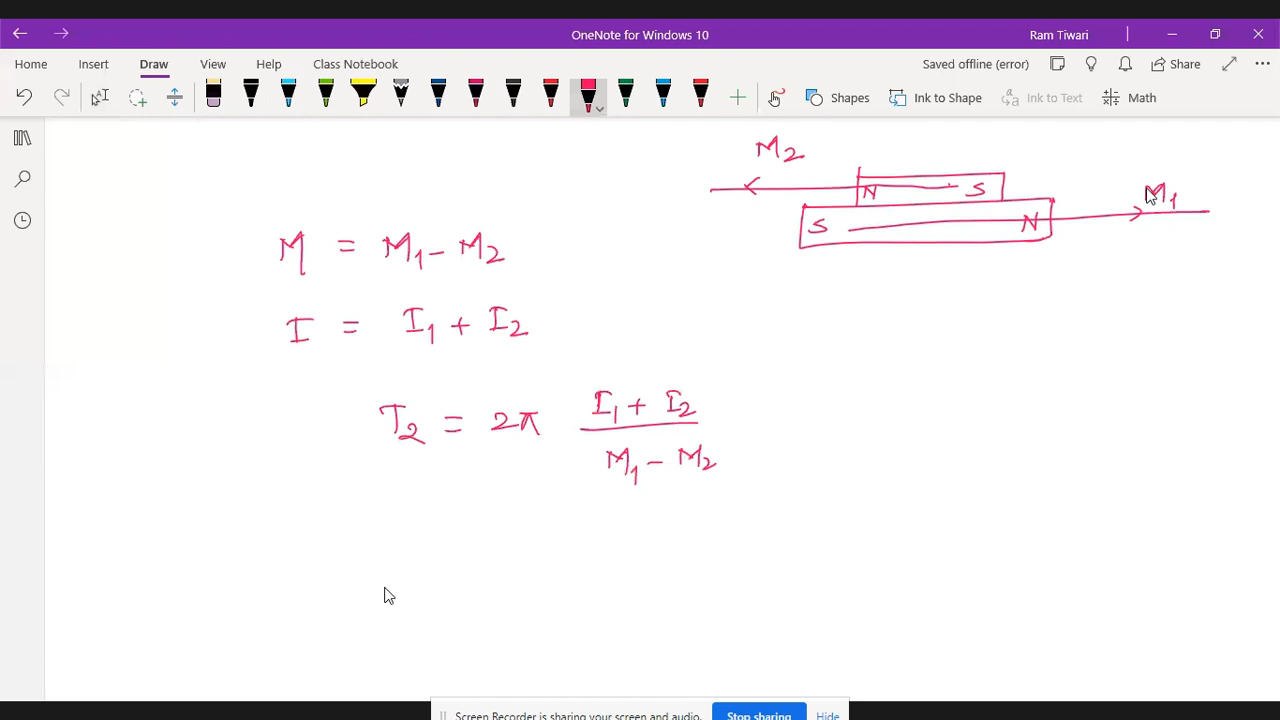 OneNote for Windows 10
Ram Tiwari
Home Insert Draw View Help Class Notebook
Saved offline (error)
Share
Shapes
Ink to Shape
Ink to Text
Math
M2
N S
M1
S N
M = M1 - M2
I = I1 + I2
T2 = 2π
I1 + I2
M1 - M2
Screen Recorder is sharing your screen and audio.
Stop sharing
Hide